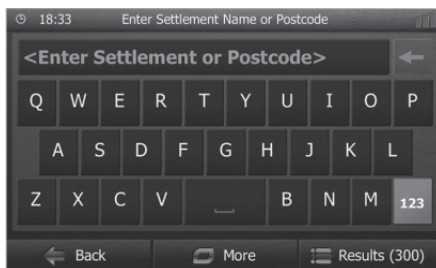 18:33 Enter Settlement Name or Postcode
<Enter Settlement or Postcode>
Q W E R T Y U I O P
A S D F G H J K L
Z X C V B N M 123
Back More Results (300)